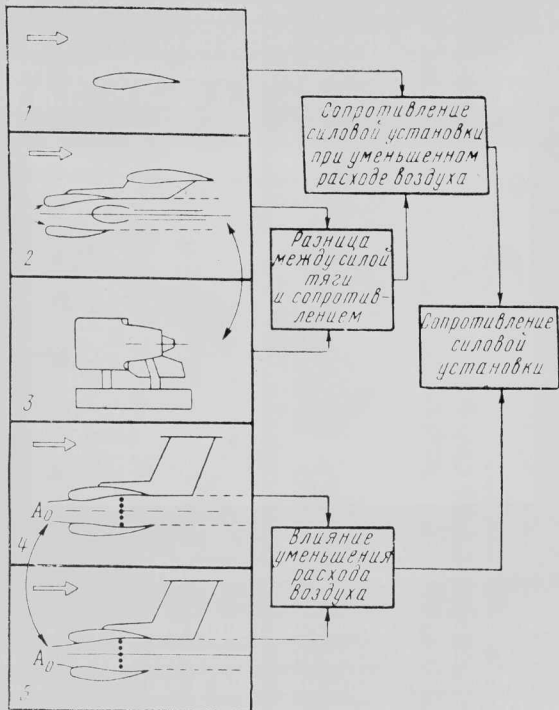 1
Сопротивление
силовой установки
при уменьшенном
расходе воздуха
2
Разница
между силой
тяги
и сопротив-
лением
3
Сопротивление
силовой
установки
A₀
4
Влияние
уменьшения
расхода
воздуха
A₀
5